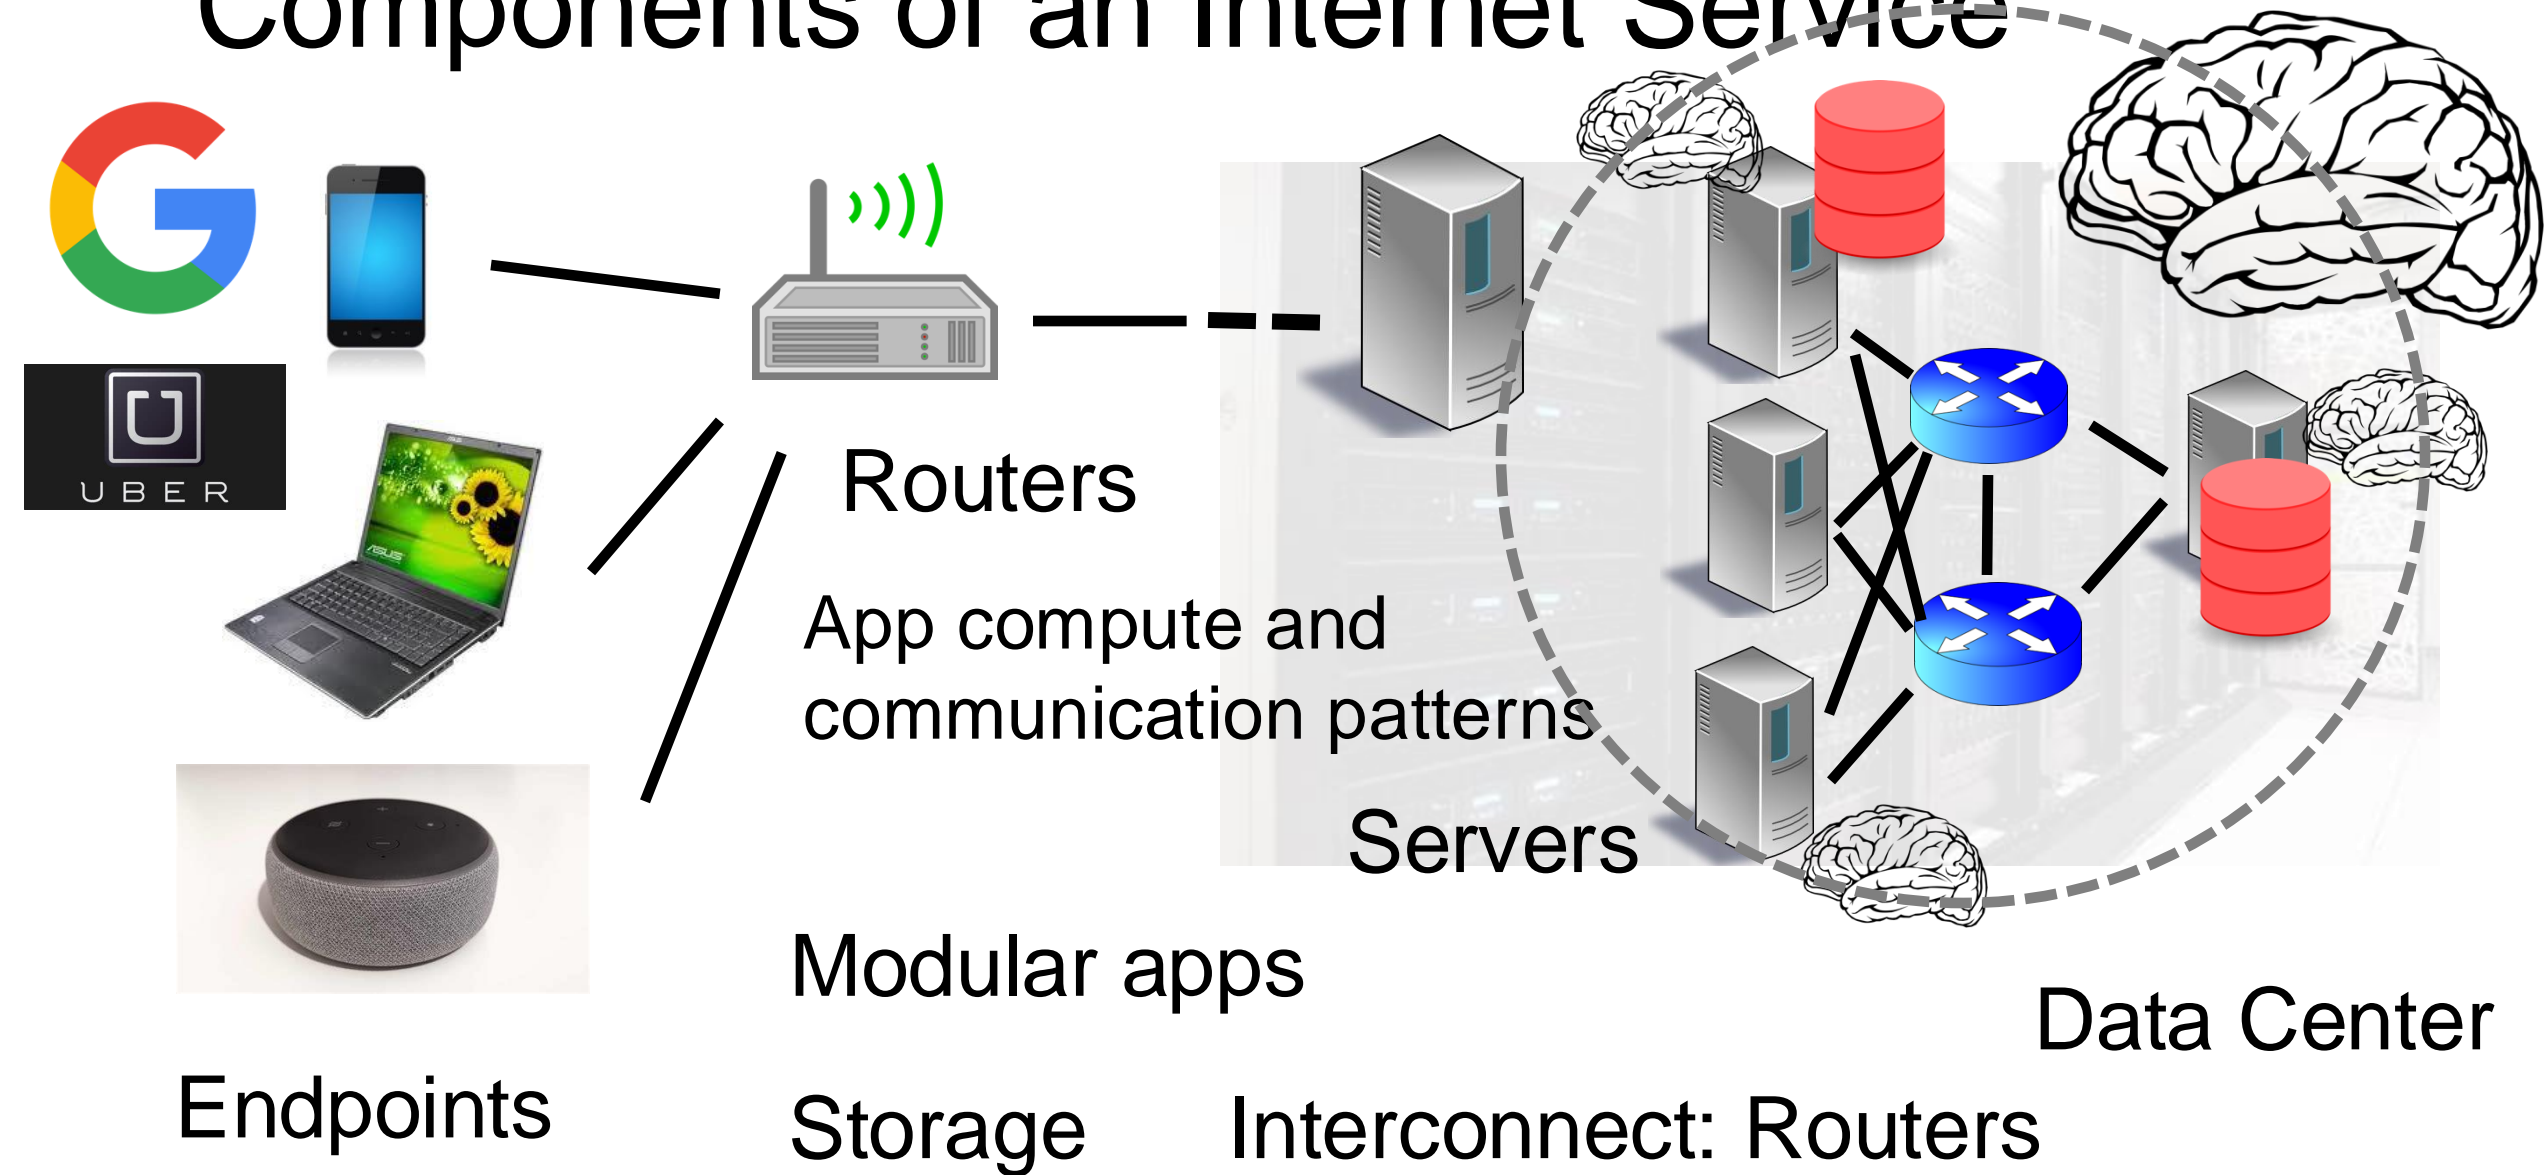 Components of an Internet Service
UBER
ASUS
Routers
App compute and
communication patterns
Servers
Modular apps
Data Center
Endpoints
Storage
Interconnect: Routers